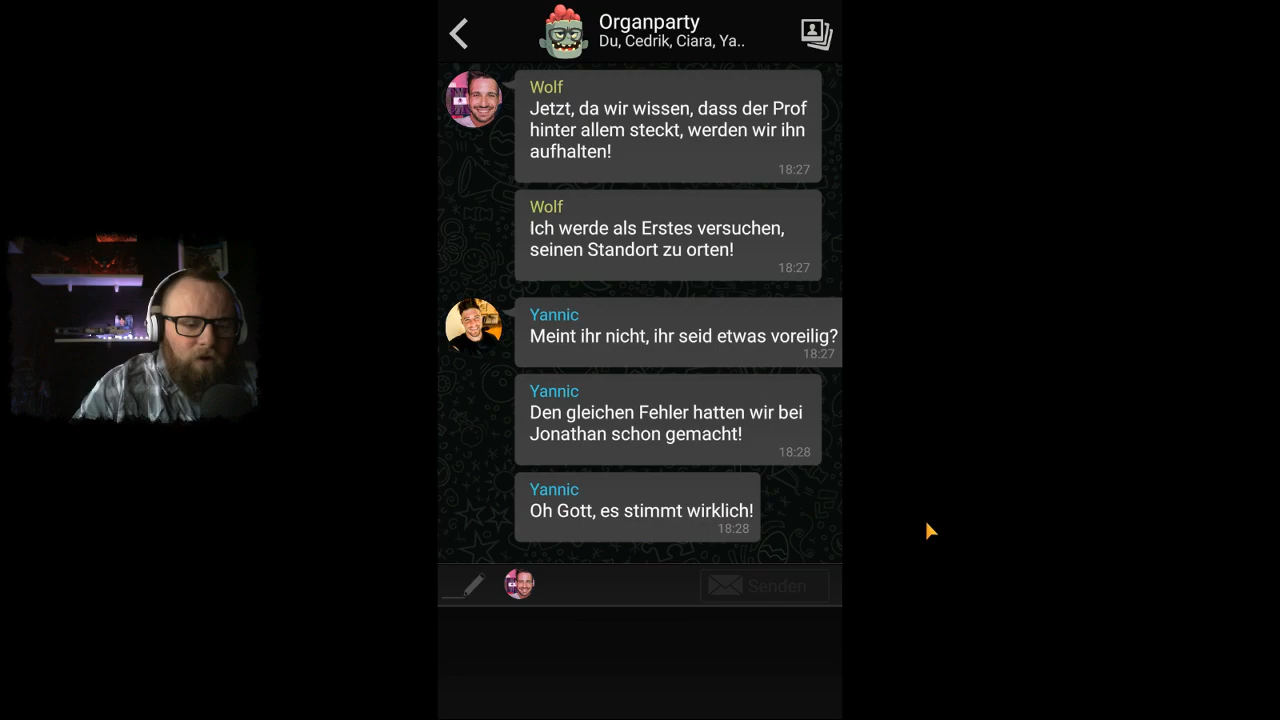 Organparty
Du, Cedrik, Ciara, Ya..
Wolf
Jetzt, da wir wissen, dass der Prof
hinter allem steckt, werden wir ihn
aufhalten!
18:27
Wolf
Ich werde als Erstes versuchen,
seinen Standort zu orten!
18:27
Yannic
Meint ihr nicht, ihr seid etwas voreilig?
18:27
Yannic
Den gleichen Fehler hatten wir bei
Jonathan schon gemacht!
18:28
Yannic
Oh Gott, es stimmt wirklich!
18:28
Senden